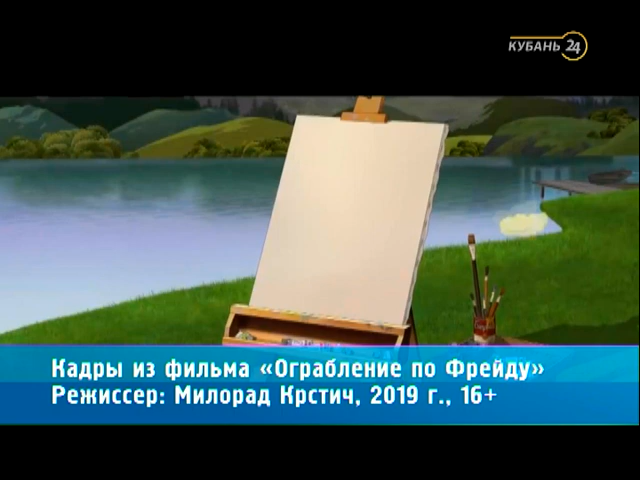 КУБАНЬ 24
Кадры из фильма «Ограбление по Фрейду»
Режиссер: Милорад Крстич, 2019 г., 16+